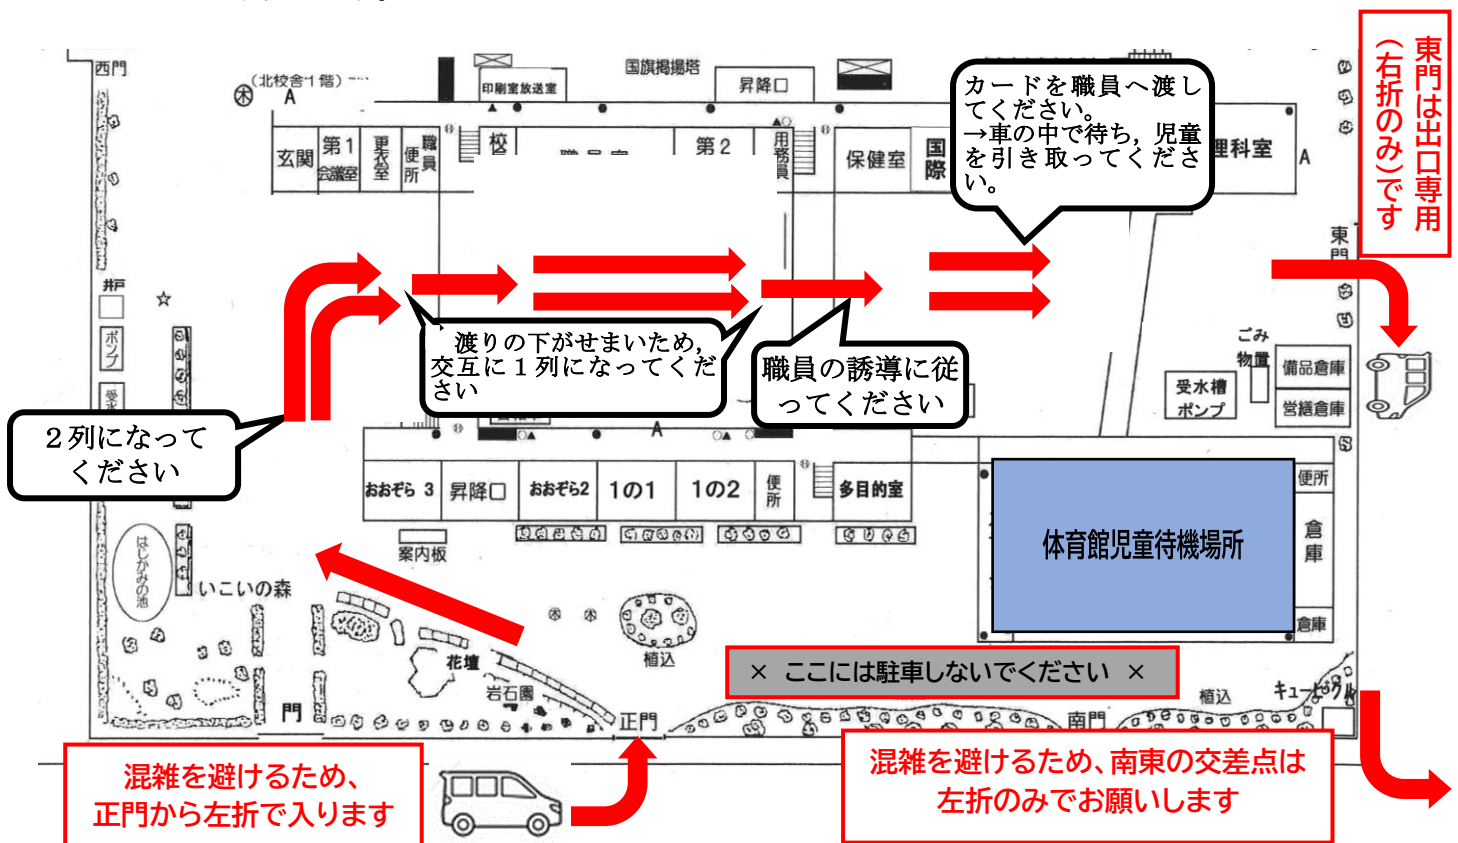 東門は出口専用
（右折のみ）です
西門
（北校舎１階）
A
木
印刷室放送室
国旗掲揚塔
昇降口
カードを職員へ渡し
てください。
→車の中で待ち，児童
を引き取ってくださ
い。
玄関
第１
会議室
更衣室
便所
職員
校
第２
用務員
保健室
国際
理科室
A
東門
井戸
ポンプ
受水
渡りの下がせまいため，
交互に１列になってくだ
さい
職員の誘導に従
ってください
２列になって
ください
ごみ
物置
備品倉庫
営繕倉庫
受水槽
ポンプ
A
おおぞら 3
昇降口
おおぞら2
1の1
1の2
便所
多目的室
便所
倉庫
倉庫
体育館児童待機場所
案内板
はじかみの池
いこいの森
花壇
岩石園
植込
× ここには駐車しないでください ×
植込
キュービクル
門
正門
南門
混雑を避けるため、
正門から左折で入ります
混雑を避けるため、南東の交差点は
左折のみでお願いします